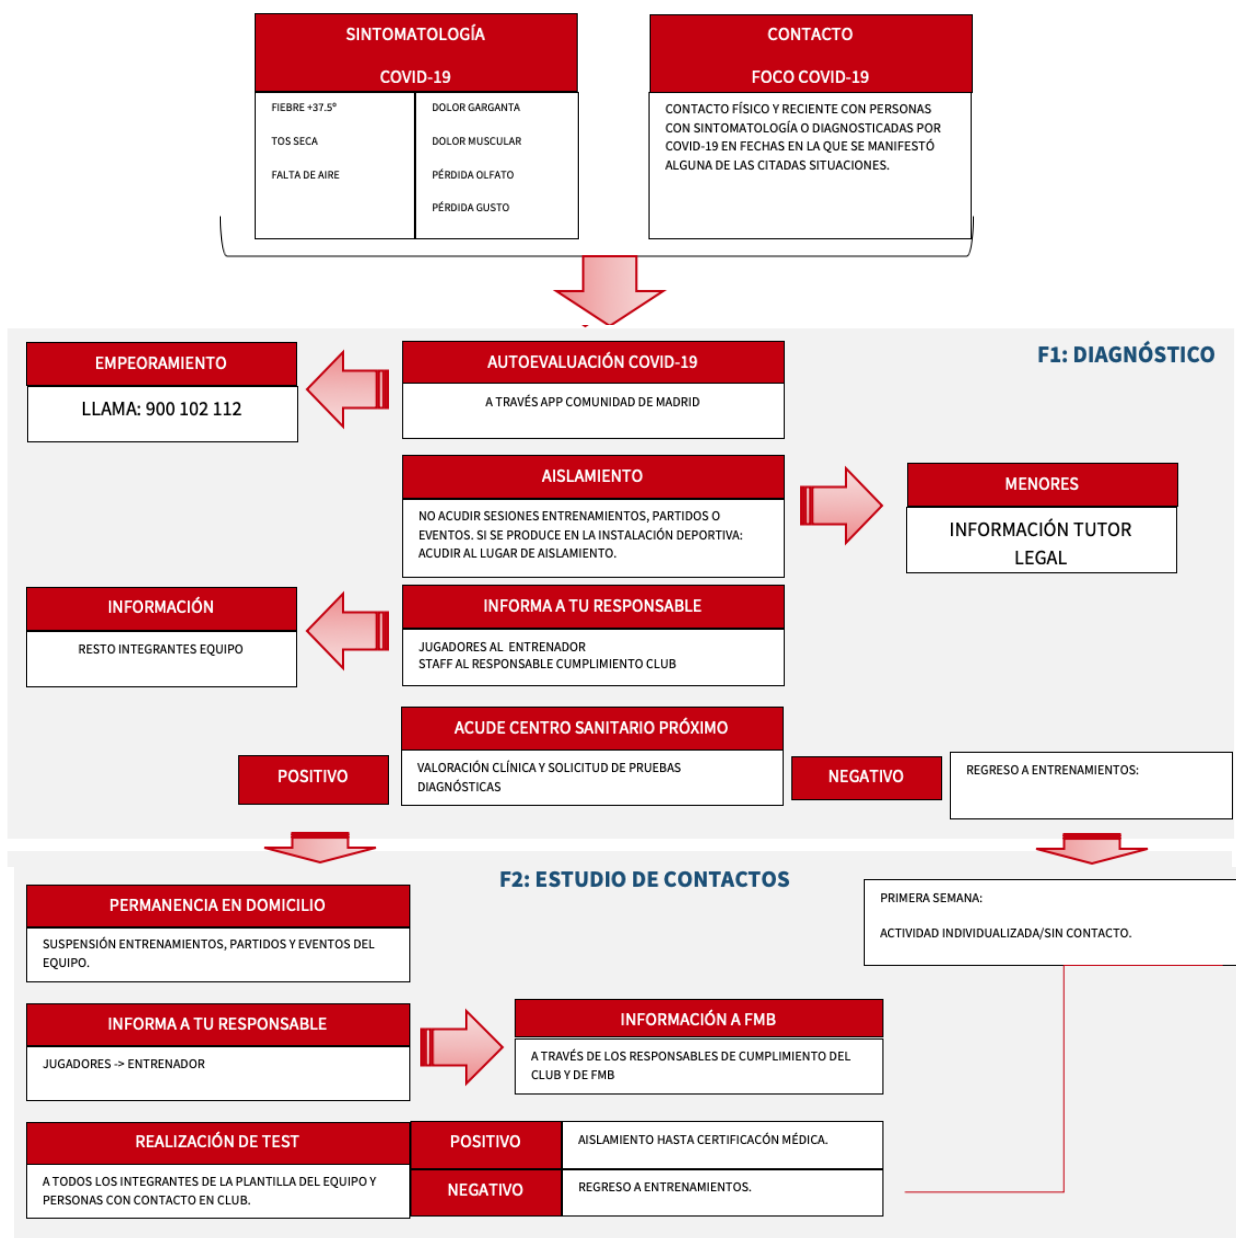 SINTOMATOLOGÍA
COVID-19
FIEBRE +37.5º
TOS SECA
FALTA DE AIRE
DOLOR GARGANTA
DOLOR MUSCULAR
PÉRDIDA OLFATO
PÉRDIDA GUSTO
CONTACTO
FOCO COVID-19
CONTACTO FÍSICO Y RECIENTE CON PERSONAS
CON SINTOMATOLOGÍA O DIAGNOSTICADAS POR
COVID-19 EN FECHAS EN LA QUE SE MANIFESTÓ
ALGUNA DE LAS CITADAS SITUACIONES.
F1: DIAGNÓSTICO
AUTOEVALUACIÓN COVID-19
A TRAVÉS APP COMUNIDAD DE MADRID
EMPEORAMIENTO
LLAMA: 900 102 112
AISLAMIENTO
NO ACUDIR SESIONES ENTRENAMIENTOS, PARTIDOS O
EVENTOS. SI SE PRODUCE EN LA INSTALACIÓN DEPORTIVA:
ACUDIR AL LUGAR DE AISLAMIENTO.
MENORES
INFORMACIÓN TUTOR
LEGAL
INFORMA A TU RESPONSABLE
JUGADORES AL ENTRENADOR
STAFF AL RESPONSABLE CUMPLIMIENTO CLUB
INFORMACIÓN
RESTO INTEGRANTES EQUIPO
ACUDE CENTRO SANITARIO PRÓXIMO
VALORACIÓN CLÍNICA Y SOLICITUD DE PRUEBAS
DIAGNÓSTICAS
POSITIVO
NEGATIVO
REGRESO A ENTRENAMIENTOS:
F2: ESTUDIO DE CONTACTOS
PRIMERA SEMANA:
ACTIVIDAD INDIVIDUALIZADA/SIN CONTACTO.
PERMANENCIA EN DOMICILIO
SUSPENSIÓN ENTRENAMIENTOS, PARTIDOS Y EVENTOS DEL
EQUIPO.
INFORMA A TU RESPONSABLE
JUGADORES -> ENTRENADOR
INFORMACIÓN A FMB
A TRAVÉS DE LOS RESPONSABLES DE CUMPLIMIENTO DEL
CLUB Y DE FMB
REALIZACIÓN DE TEST
A TODOS LOS INTEGRANTES DE LA PLANTILLA DEL EQUIPO Y
PERSONAS CON CONTACTO EN CLUB.
POSITIVO
AISLAMIENTO HASTA CERTIFICACÓN MÉDICA.
NEGATIVO
REGRESO A ENTRENAMIENTOS.